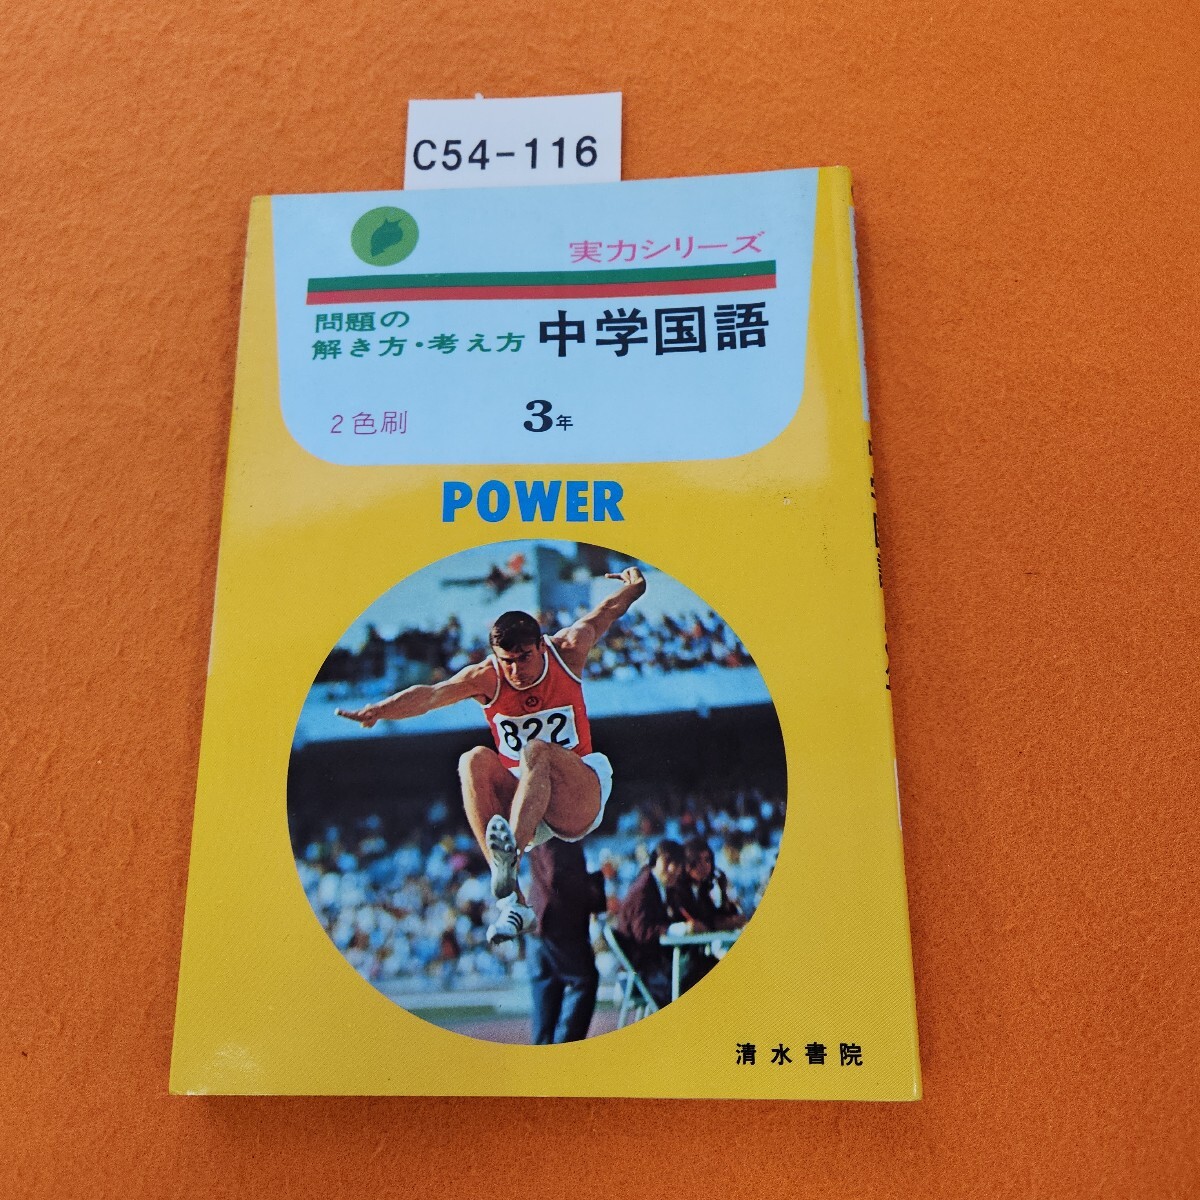 C54-116
実力シリーズ
問題の
解き方・考え方 中学国語
2色刷 3年
POWER
822
清水書院